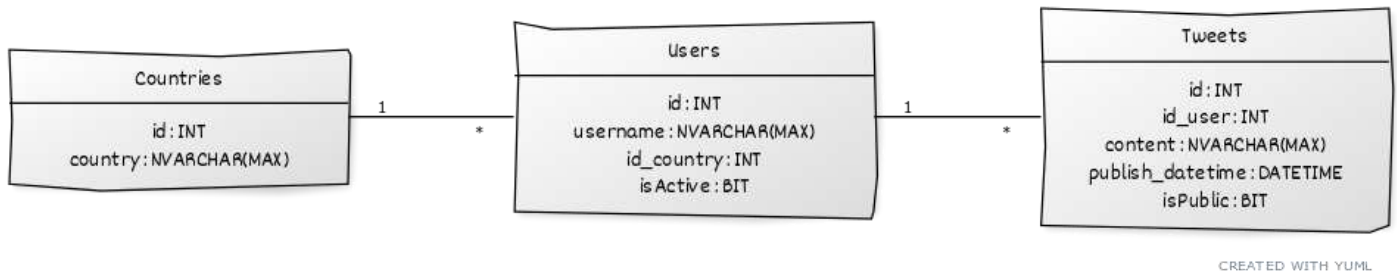 Countries
id:INT
country:NVARCHAR(MAX)
1
*
Users
id:INT
username:NVARCHAR(MAX)
id_country:INT
isActive:BIT
1
*
Tweets
id:INT
id_user:INT
content:NVARCHAR(MAX)
publish_datetime:DATETIME
isPublic:BIT
CREATED WITH YUML